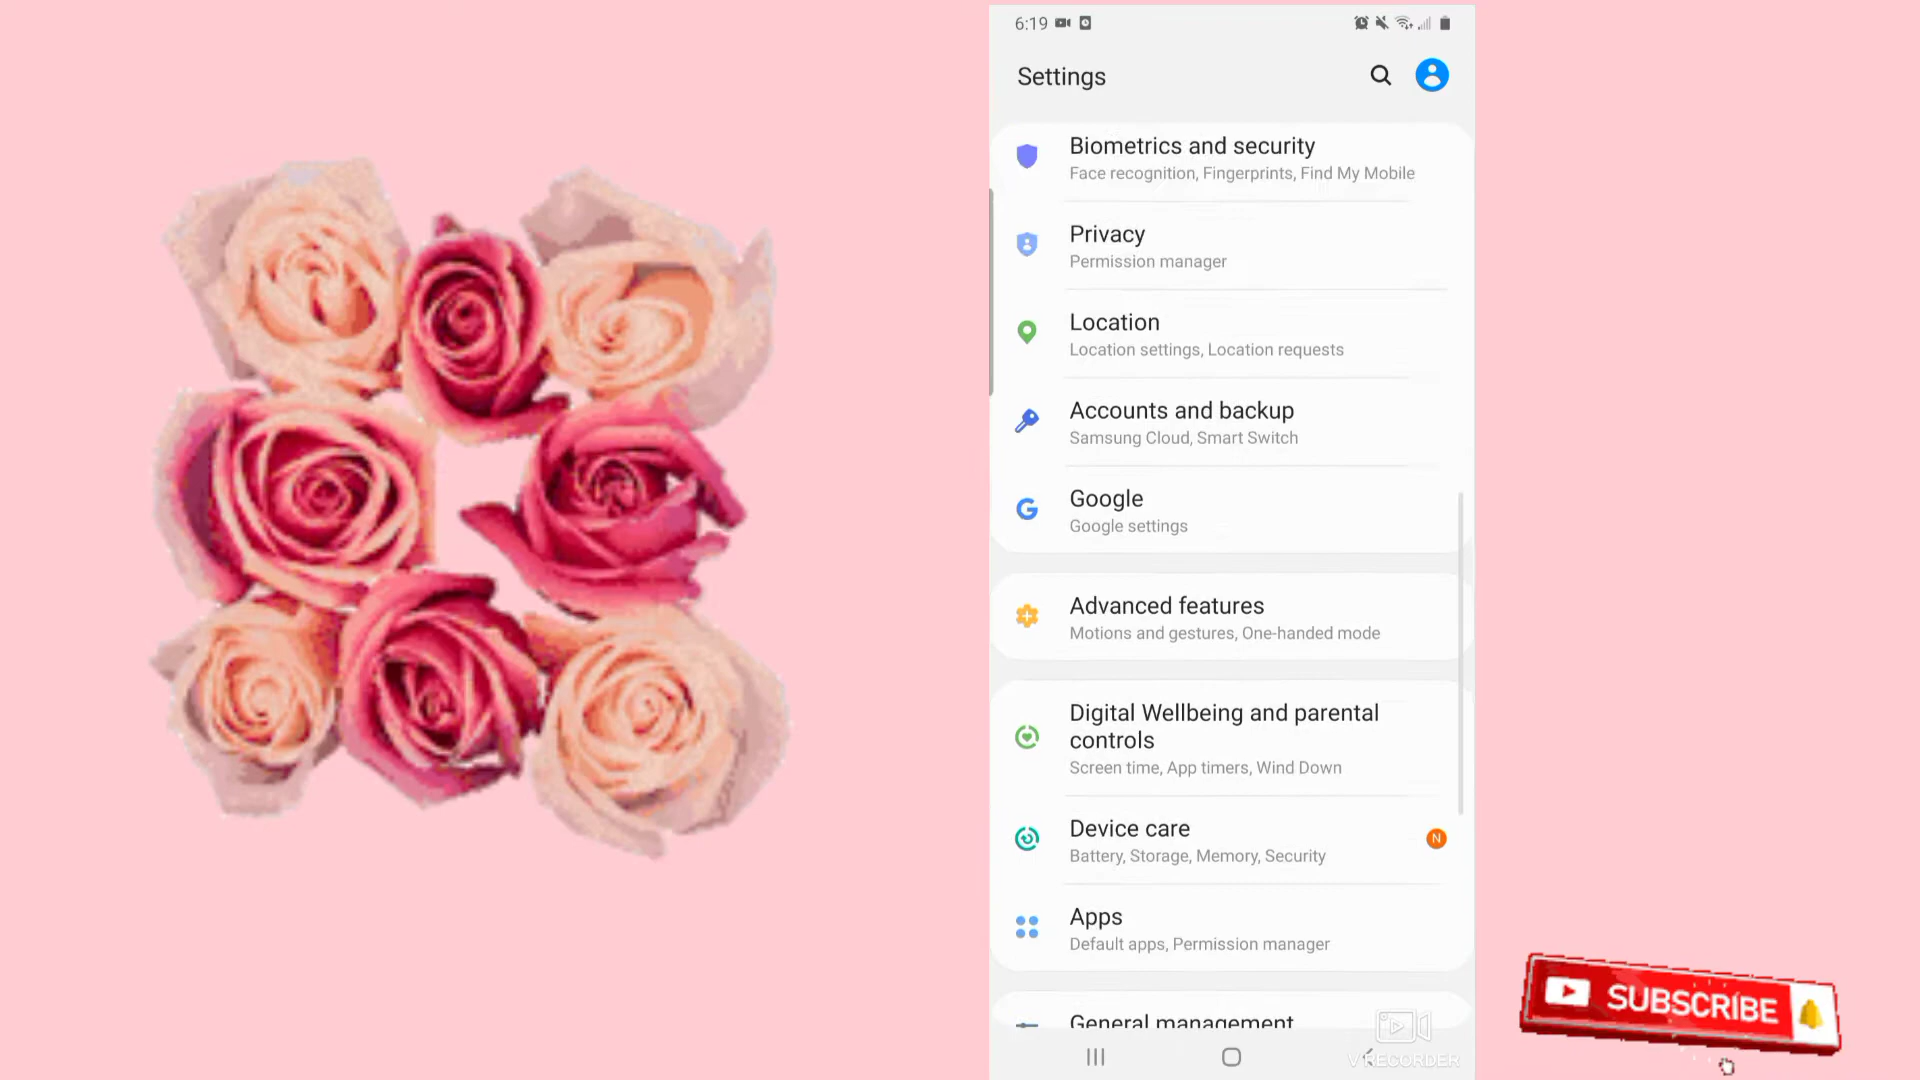 6:19
Settings
Biometrics and security
Face recognition, Fingerprints, Find My Mobile
Privacy
Permission manager
Location
Location settings, Location requests
Accounts and backup
Samsung Cloud, Smart Switch
Google
Google settings
Advanced features
Motions and gestures, One-handed mode
Digital Wellbeing and parental
controls
Screen time, App timers, Wind Down
Device care
N
Battery, Storage, Memory, Security
Apps
Default apps, Permission manager
General management
VRECORDER
SUBSCRIBE